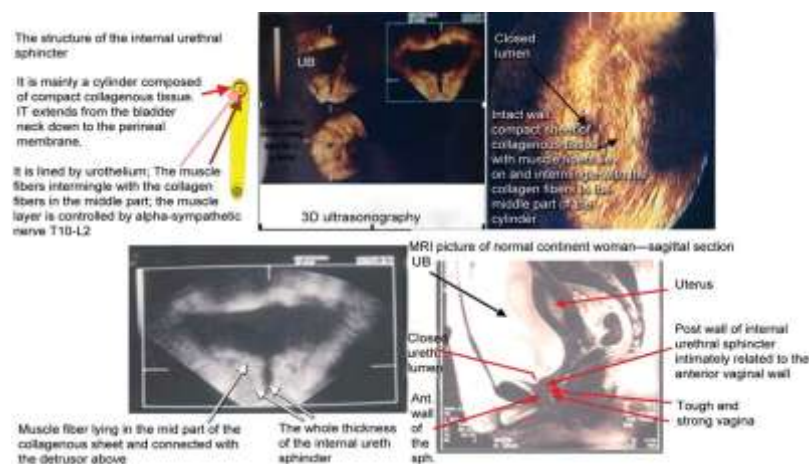 The structure of the internal urethral
sphincter
It is mainly a cylinder composed
of compact collagenous tissue.
IT extends from the bladder
neck down to the perineal
membrane.
It is lined by urothelium; The muscle
fibers intermingle with the collagen
fibers in the middle part; the muscle
layer is controlled by alpha-sympathetic
nerve T10-L2
UB
3D ultrasonography
Closed
lumen
Intact wall
compact sheet of
collagenous tissue
with muscle fibers lie
on and intermingle with the
collagen fibers in the
middle part of the
cylinder
MRI picture of normal continent woman—sagittal section
UB
Uterus
Post wall of internal
urethral sphincter
intimately related to the
anterior vaginal wall
Closed
ureth
lumen
Ant.
wall
of
the
sph.
Tough and
strong vagina
Muscle fiber lying in the mid part of the
collagenous sheet and connected with
the detrusor above
The whole thickness
of the internal ureth
sphincter